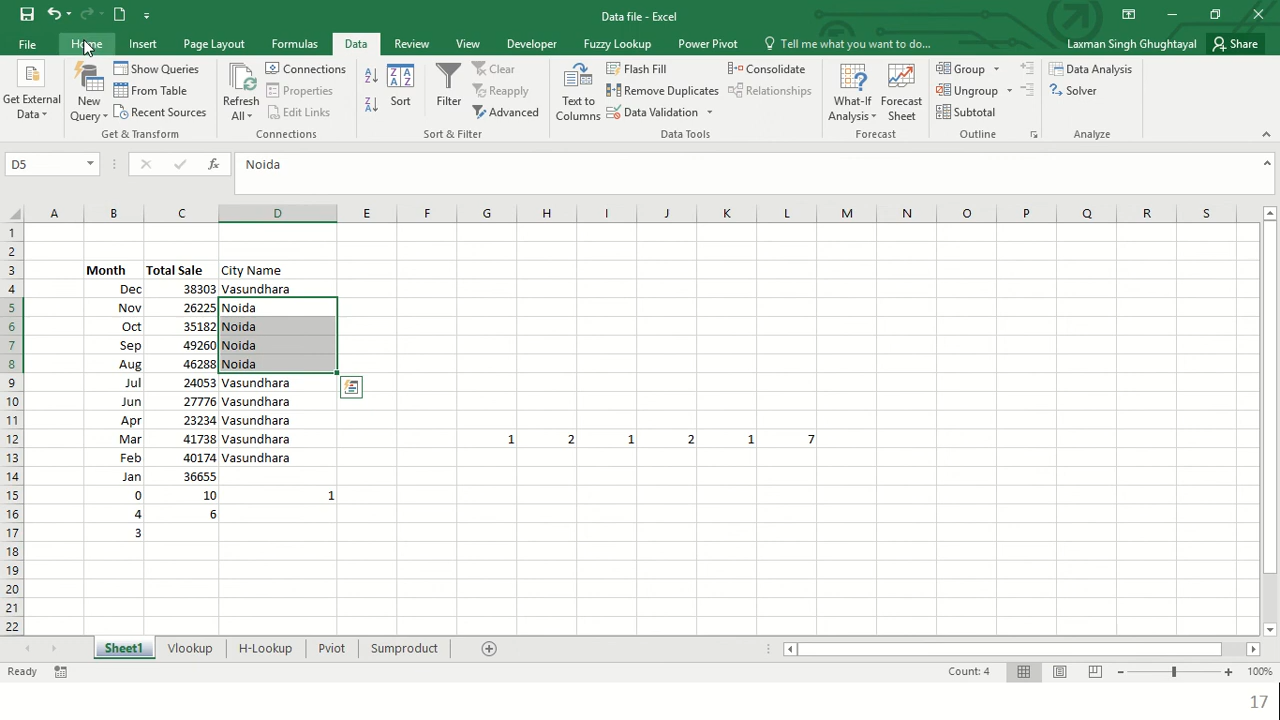 Data file - Excel
File Home Insert Page Layout Formulas Data Review View Developer Fuzzy Lookup Power Pivot Tell me what you want to do... Laxman Singh Ghughtayal Share
Get External Data
New Query
Show Queries
From Table
Recent Sources
Get & Transform
Refresh All
Connections
Properties
Edit Links
Connections
Sort
Filter
Clear
Reapply
Advanced
Sort & Filter
Text to Columns
Flash Fill
Remove Duplicates
Data Validation
Consolidate
Relationships
Data Tools
What-If Analysis
Forecast Sheet
Forecast
Group
Ungroup
Subtotal
Outline
Data Analysis
Solver
Analyze
D5 fx Noida
A B C D E F G H I J K L M N O P Q R S
1
2
3 Month Total Sale City Name
4 Dec 38303 Vasundhara
5 Nov 26225 Noida
6 Oct 35182 Noida
7 Sep 49260 Noida
8 Aug 46288 Noida
9 Jul 24053 Vasundhara
10 Jun 27776 Vasundhara
11 Apr 23234 Vasundhara
12 Mar 41738 Vasundhara 1 2 1 2 1 7
13 Feb 40174 Vasundhara
14 Jan 36655
15 0 10 1
16 4 6
17 3
18
19
20
21
22
Sheet1 Vlookup H-Lookup Pviot Sumproduct
Ready Count: 4 100%
17